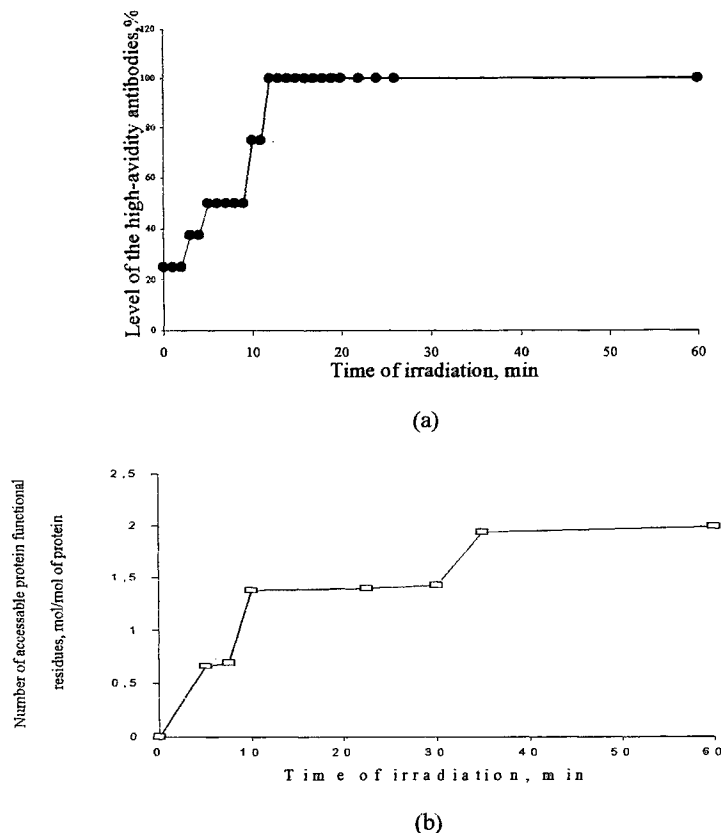 Level of the high-avidity antibodies,%
120
100
80
60
40
20
0
0 10 20 30 40 50 60
Time of irradiation, min
(a)
Number of accessable protein functional
residues, mol/mol of protein
2,5
2
1,5
1
0,5
0
0 10 20 30 40 50 60
Time of irradiation, min
(b)